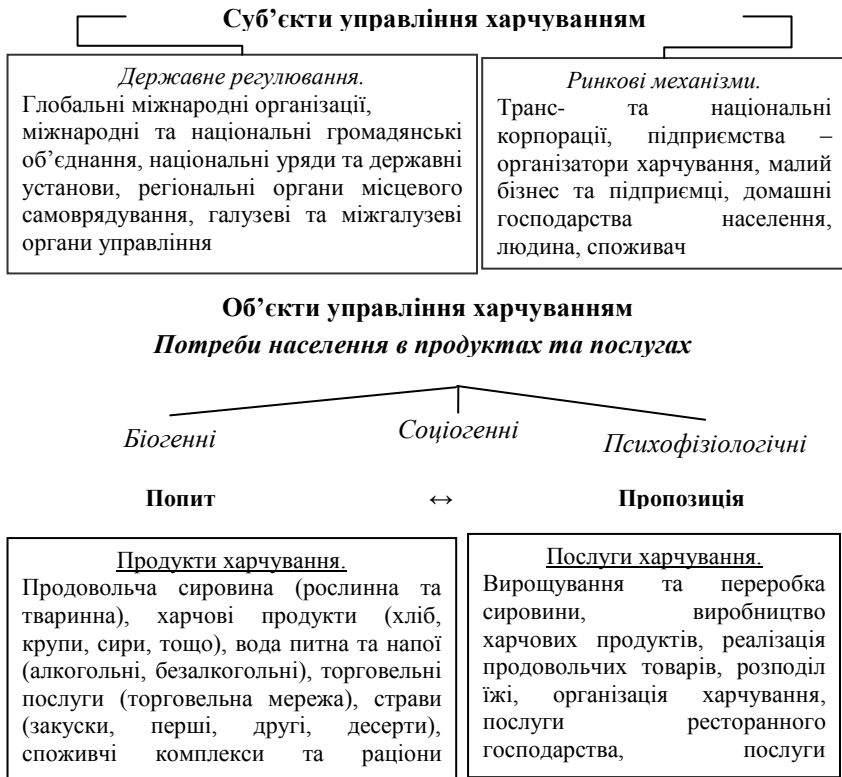 Суб’єкти управління харчуванням
Державне регулювання.
Глобальні міжнародні організації,
міжнародні та національні громадянські
об’єднання, національні уряди та державні
установи, регіональні органи місцевого
самоврядування, галузеві та міжгалузеві
органи управління
Ринкові механізми.
Транс- та національні
корпорації, підприємства –
організатори харчування, малий
бізнес та підприємці, домашні
господарства населення,
людина, споживач
Об’єкти управління харчуванням
Потреби населення в продуктах та послугах
Біогенні
Соціогенні
Психофізіологічні
Попит ↔ Пропозиція
Продукти харчування.
Продовольча сировина (рослинна та
тваринна), харчові продукти (хліб,
крупи, сири, тощо), вода питна та напої
(алкогольні, безалкогольні), торговельні
послуги (торговельна мережа), страви
(закуски, перші, другі, десерти),
споживчі комплекси та раціони
Послуги харчування.
Вирощування та переробка
сировини, виробництво
харчових продуктів, реалізація
продовольчих товарів, розподіл
їжі, організація харчування,
послуги ресторанного
господарства, послуги